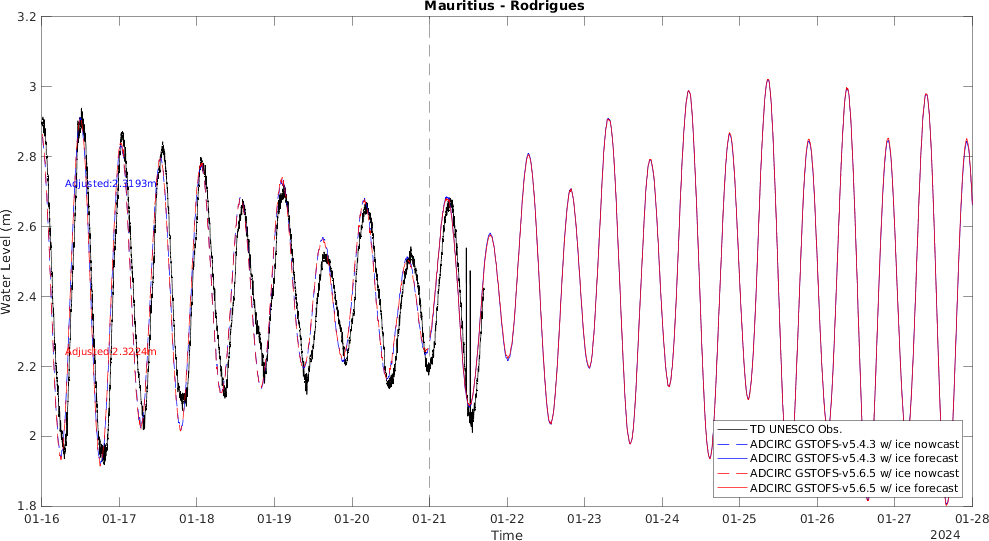 Mauritius - Rodrigues
3.2
3
2.8
2.6
2.4
2.2
2
1.8
Water Level (m)
Adjusted:2.3193m
Adjusted:2.3224m
TD UNESCO Obs.
ADCIRC GSTOFS-v5.4.3 w/ ice nowcast
ADCIRC GSTOFS-v5.4.3 w/ ice forecast
ADCIRC GSTOFS-v5.6.5 w/ ice nowcast
ADCIRC GSTOFS-v5.6.5 w/ ice forecast
01-16 01-17 01-18 01-19 01-20 01-21 01-22 01-23 01-24 01-25 01-26 01-27 01-28
Time
2024